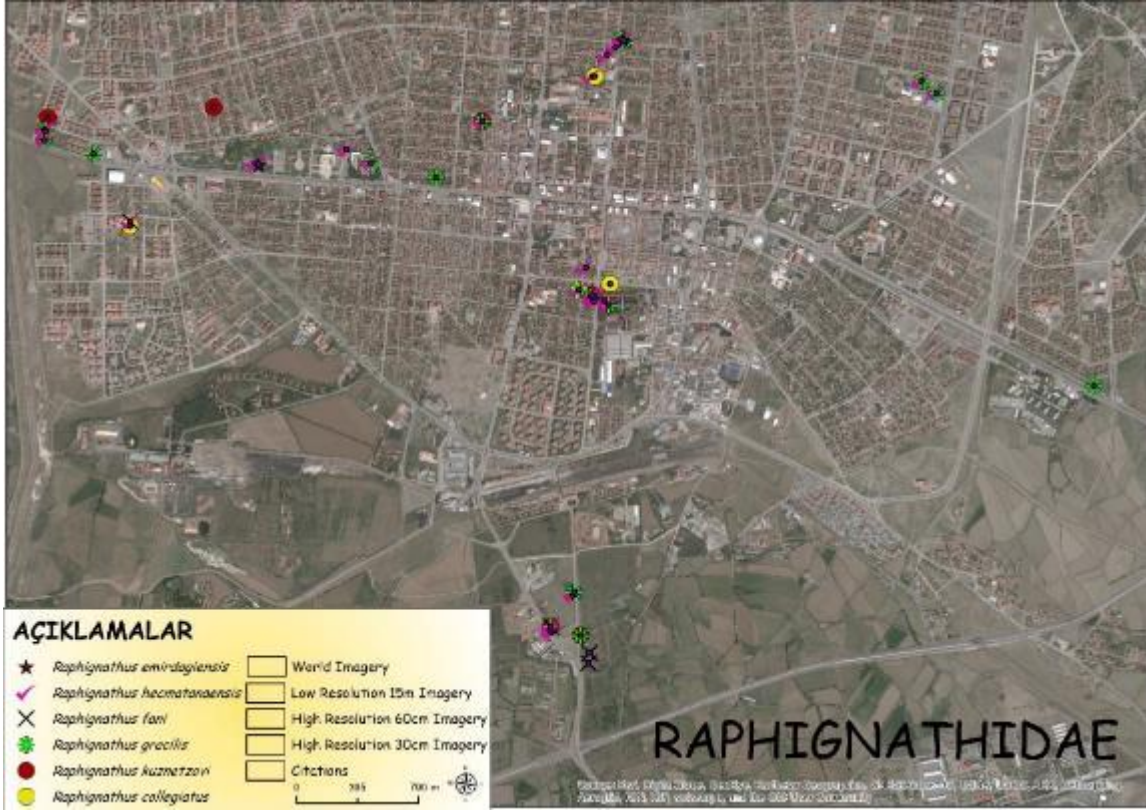 AÇIKLAMALAR
Raphignathus emirdagiensis
Raphignathus hecmatanaensis
Raphignathus fani
Raphignathus gracilis
Raphignathus kuznetzovi
Raphignathus collegiatus
World Imagery
Low Resolution 15m Imagery
High Resolution 60cm Imagery
High Resolution 30cm Imagery
Citations
0 700 m
RAPHIGNATHIDAE